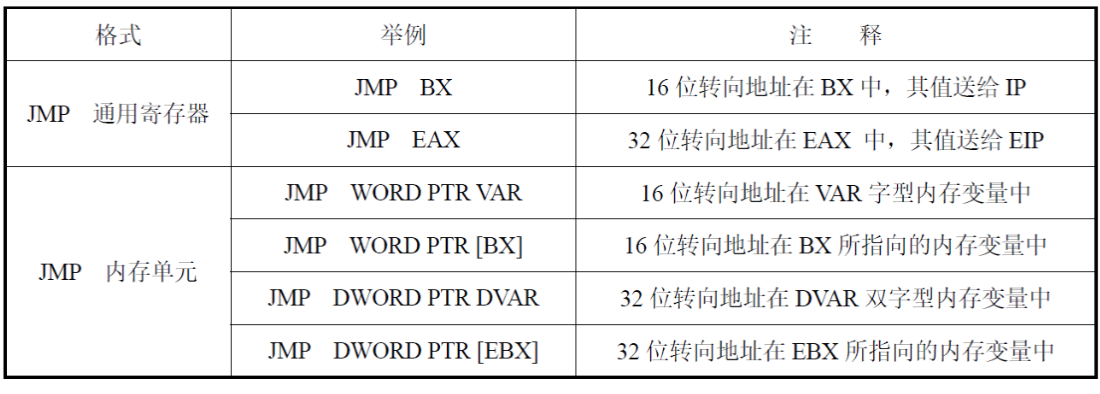 格式 举例 注 释
JMP 通用寄存器
JMP BX 16 位转向地址在 BX 中，其值送给 IP
JMP EAX 32 位转向地址在 EAX 中，其值送给 EIP
JMP 内存单元
JMP WORD PTR VAR 16 位转向地址在 VAR 字型内存变量中
JMP WORD PTR [BX] 16 位转向地址在 BX 所指向的内存变量中
JMP DWORD PTR DVAR 32 位转向地址在 DVAR 双字型内存变量中
JMP DWORD PTR [EBX] 32 位转向地址在 EBX 所指向的内存变量中